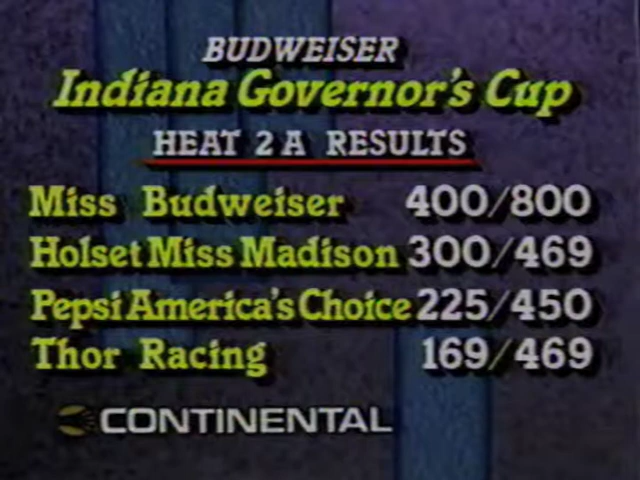 BUDWEISER
Indiana Governor's Cup
HEAT 2A RESULTS
Miss Budweiser 400/800
Holset Miss Madison 300/469
Pepsi America's Choice 225/450
Thor Racing 169/469
CONTINENTAL